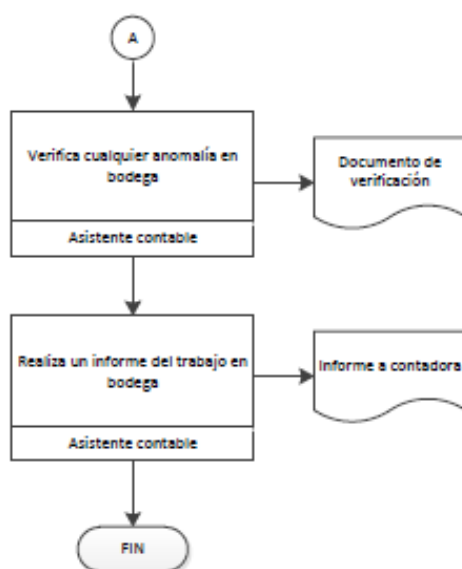 A
Verifica cualquier anomalía en
bodega
Documento de
verificación
Asistente contable
Realiza un informe del trabajo en
bodega
Informe a contadora
Asistente contable
FIN